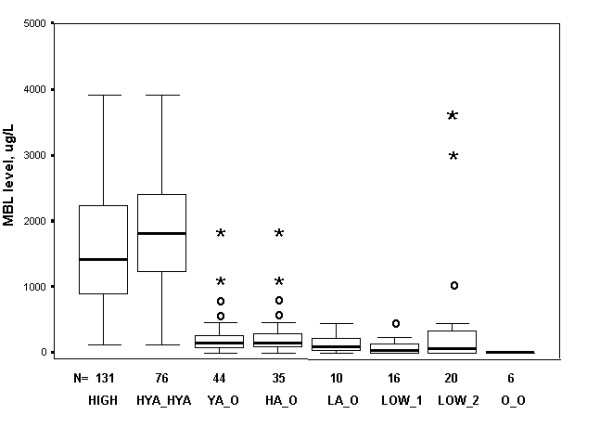 5000
4000
3000
2000
1000
0
MBL level, ug/L
N= 131 76 44 35 10 16 20 6
HIGH HYA_HYA YA_O HA_O LA_O LOW_1 LOW_2 O_O